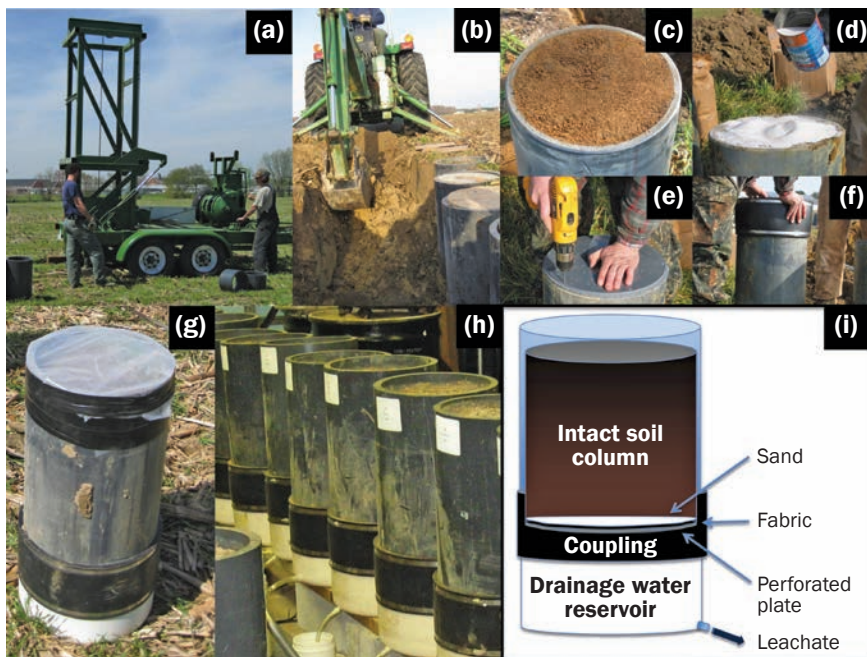 (a)
(b)
(c)
(d)
(e)
(f)
(g)
(h)
(i)
Intact soil
column
Sand
Fabric
Coupling
Perforated
plate
Drainage water
reservoir
Leachate